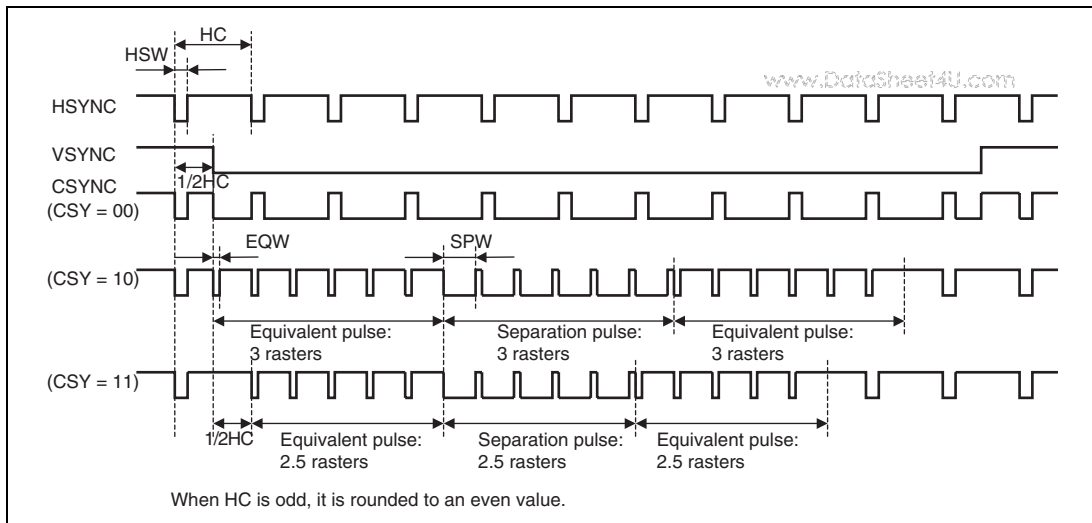 HC
HSW
www.DataSheet4U.com
HSYNC
VSYNC
1/2HC
CSYNC
(CSY = 00)
EQW
SPW
(CSY = 10)
Equivalent pulse:
3 rasters
Separation pulse:
3 rasters
Equivalent pulse:
3 rasters
(CSY = 11)
1/2HC
Equivalent pulse:
2.5 rasters
Separation pulse:
2.5 rasters
Equivalent pulse:
2.5 rasters
When HC is odd, it is rounded to an even value.